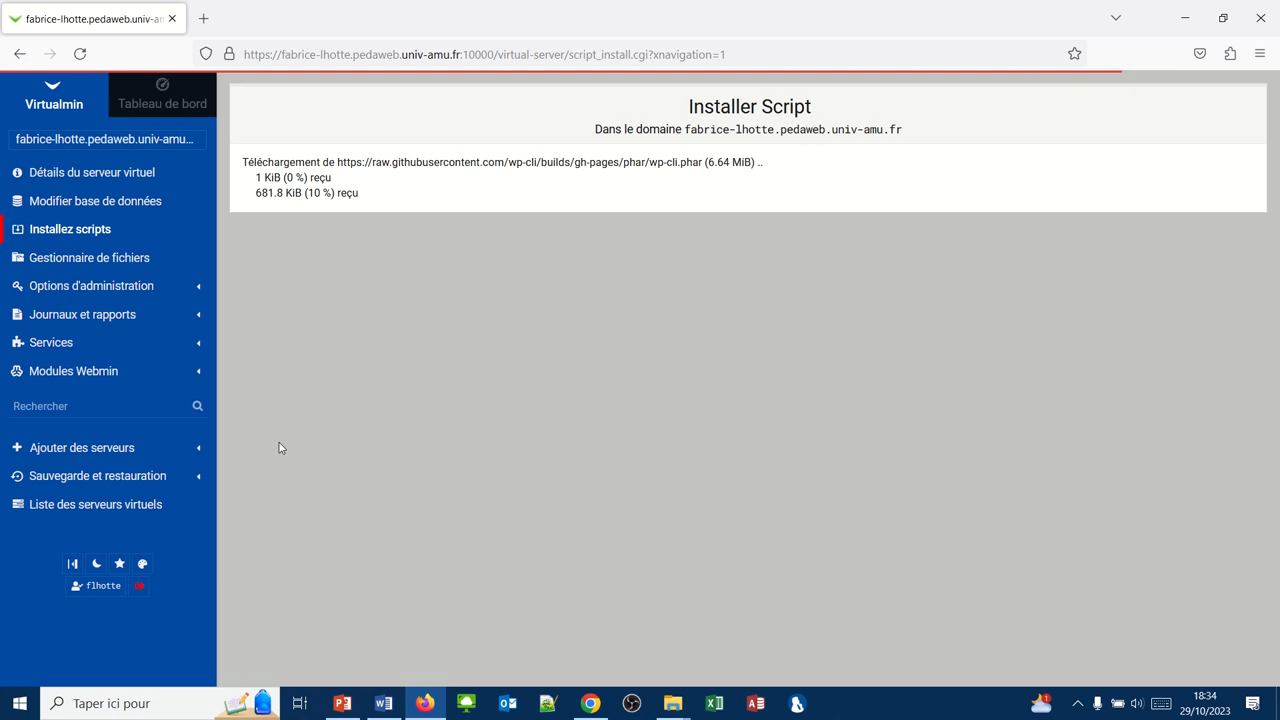 fabrice-lhotte.pedaweb.univ-am
https://fabrice-lhotte.pedaweb.univ-amu.fr:10000/virtual-server/script_install.cgi?xnavigation=1
Virtualmin
Tableau de bord
fabrice-lhotte.pedaweb.univ-amu...
Détails du serveur virtuel
Modifier base de données
Installez scripts
Gestionnaire de fichiers
Options d'administration
Journaux et rapports
Services
Modules Webmin
Rechercher
Ajouter des serveurs
Sauvegarde et restauration
Liste des serveurs virtuels
flhotte
Installer Script
Dans le domaine fabrice-lhotte.pedaweb.univ-amu.fr
Téléchargement de https://raw.githubusercontent.com/wp-cli/builds/gh-pages/phar/wp-cli.phar (6.64 MiB) ..
1 KiB (0 %) reçu
681.8 KiB (10 %) reçu
Taper ici pour
18:34
29/10/2023